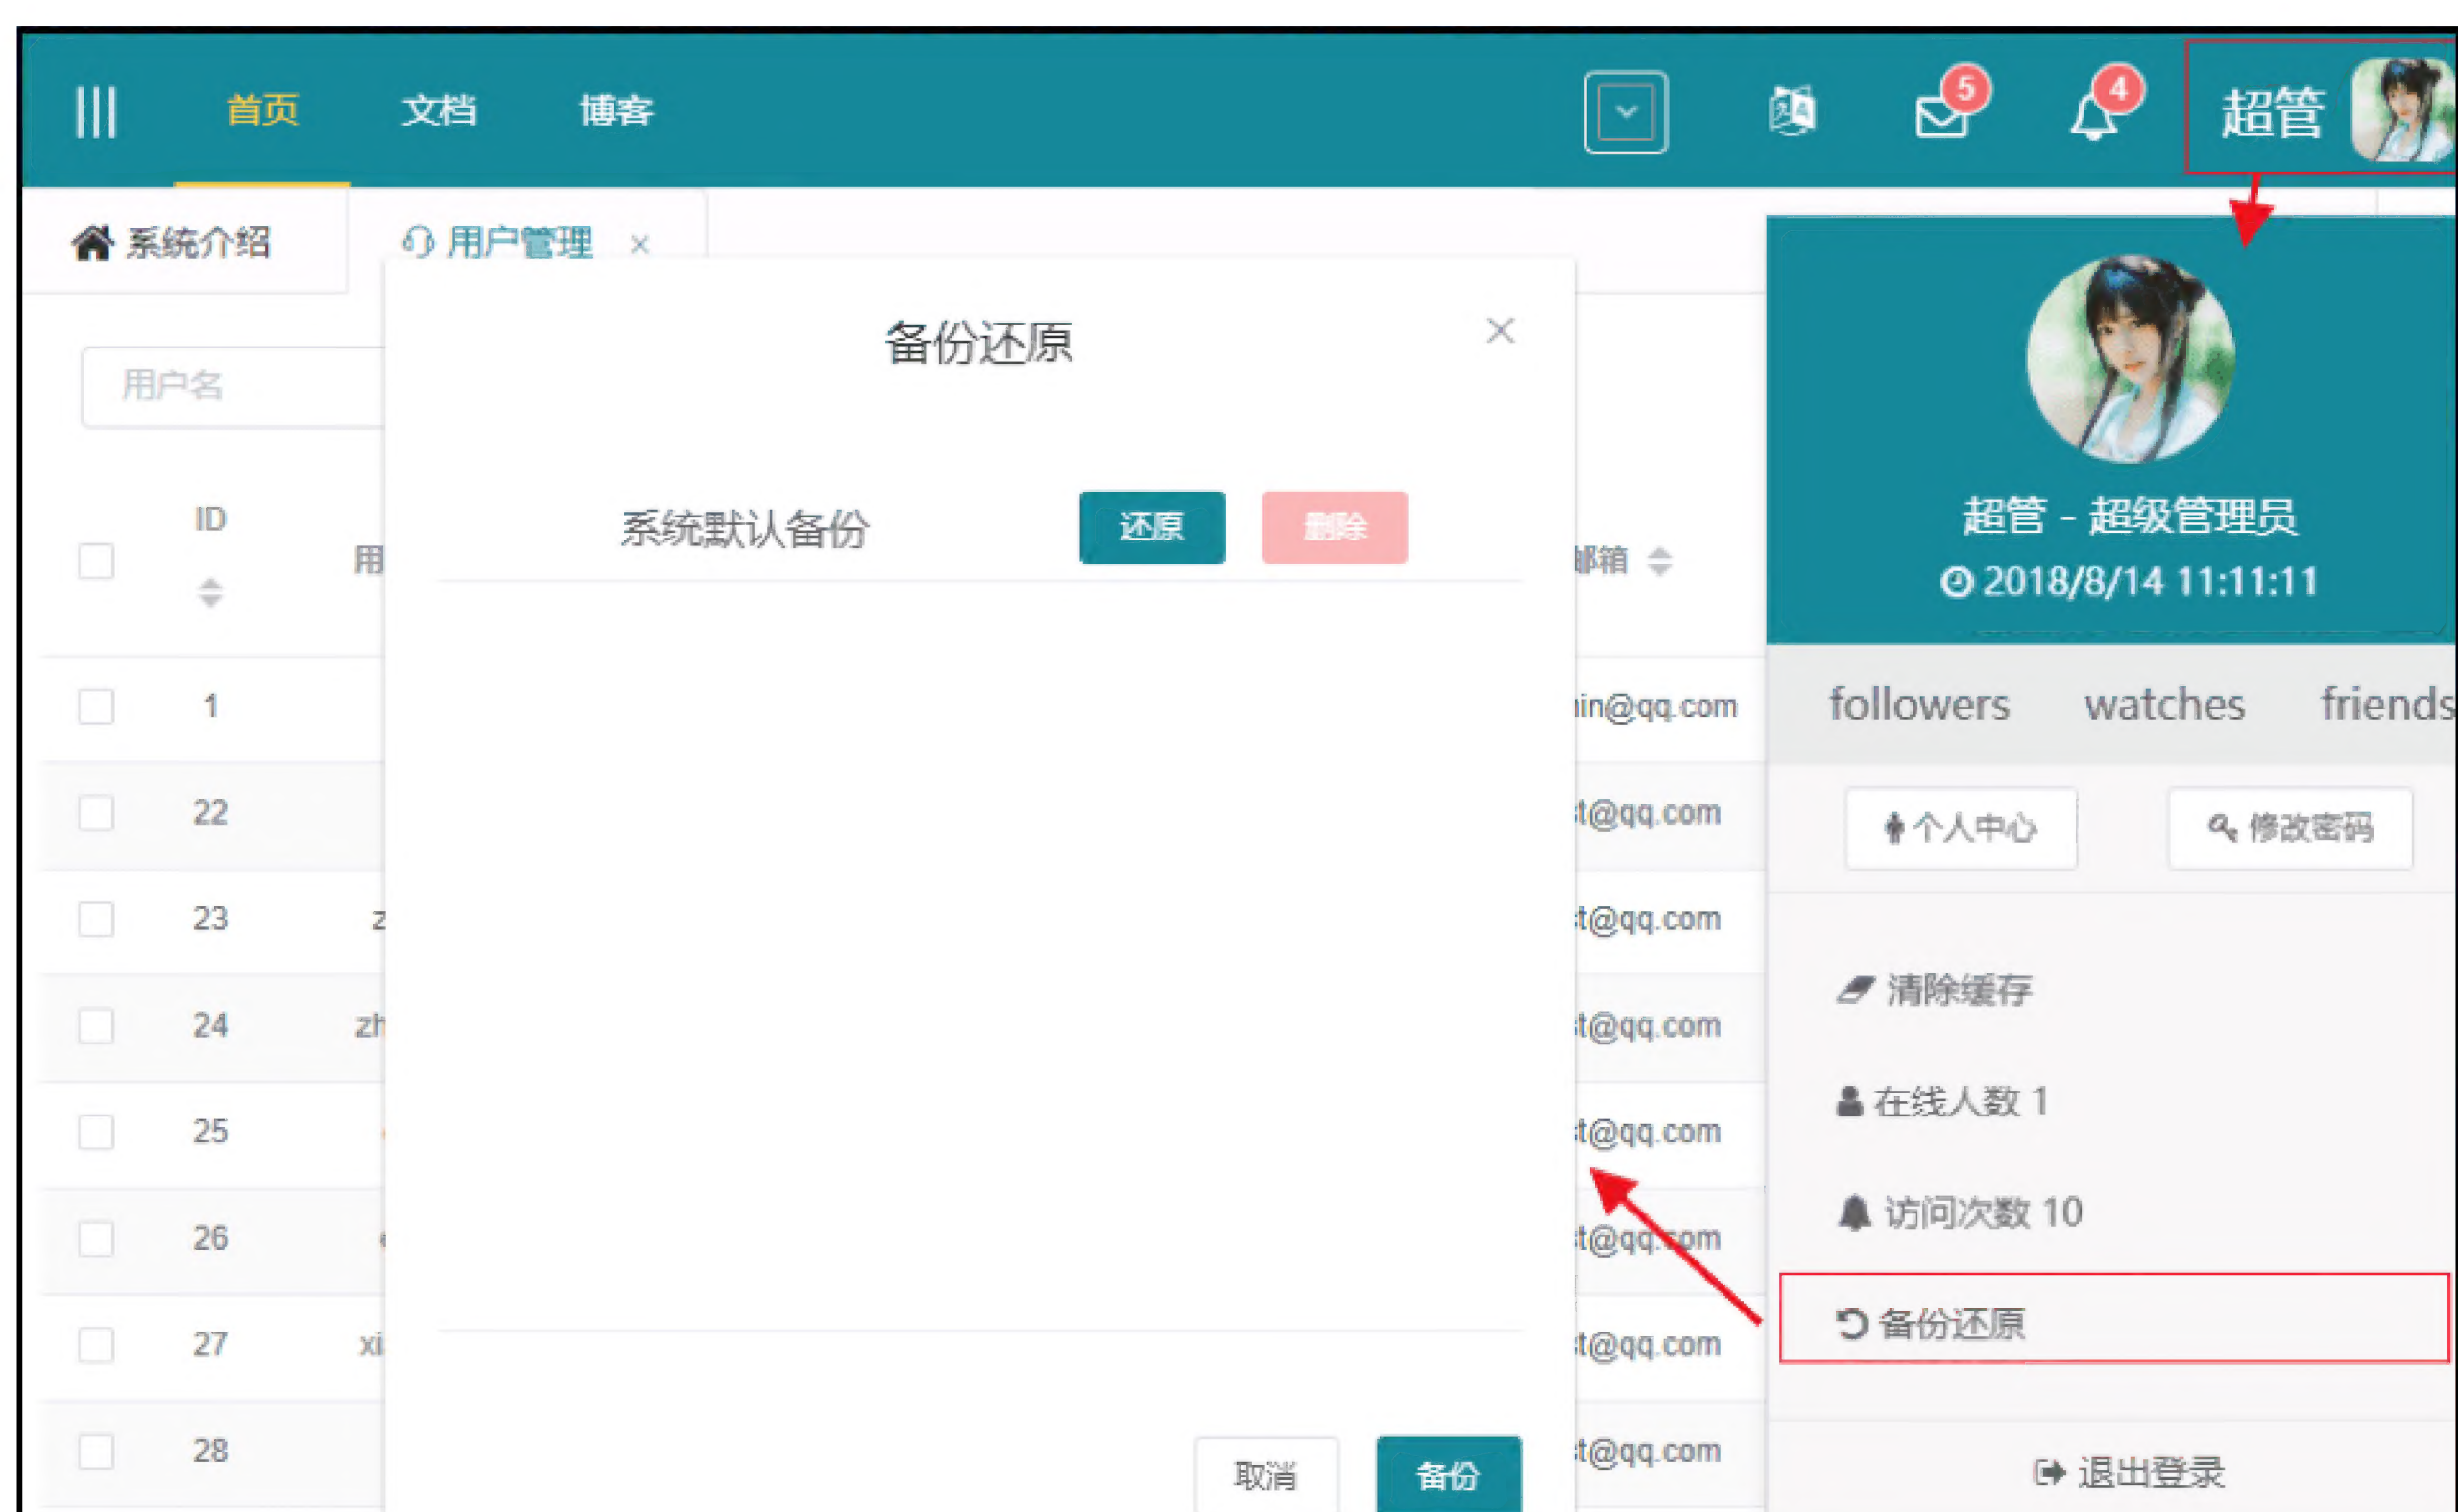 首页 文档 博客 5 4 超管
系统介绍 用户管理 ×
备份还原
用户名
系统默认备份 还原 删除
ID 用 邮箱
超管 - 超级管理员
2018/8/14 11:11:11
followers watches friends
1 in@qq.com
个人中心 修改密码
22 t@qq.com
23 z t@qq.com
清除缓存
24 zh t@qq.com
在线人数 1
25 t@qq.com
访问次数 10
26 t@qq.com
备份还原
27 xi t@qq.com
28 t@qq.com
取消 备份
退出登录